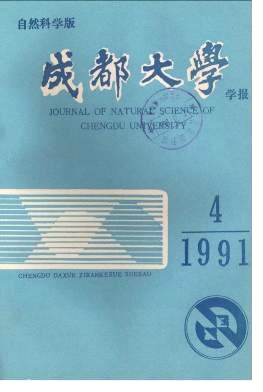 自然科学版
成都大學
学报
JOURNAL OF NATURAL SCIENCE OF
CHENGDU UNIVERSITY
4
1991
CHENGDU DAXUE ZIRANKEXUE XUEBAO